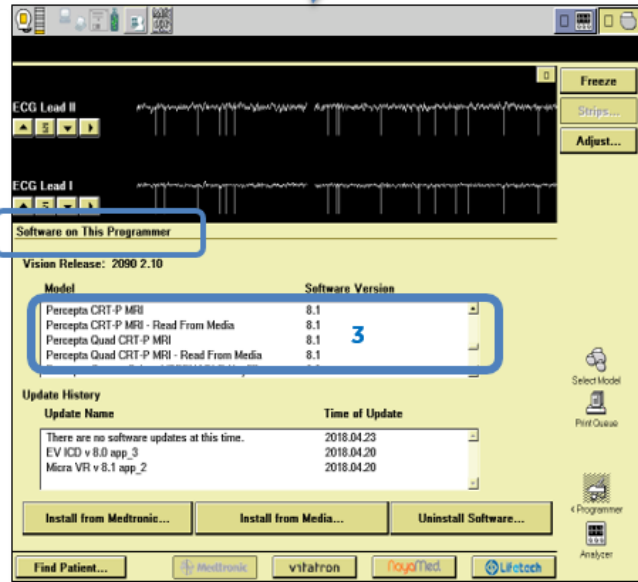 Freeze
ECG Lead II
Strips...
Adjust...
ECG Lead I
Software on This Programmer
Vision Release: 2090 2.10
Model Software Version
Percepta CRT-P MRI 8.1
Percepta CRT-P MRI - Read From Media 8.1
Percepta Quad CRT-P MRI 8.1
Percepta Quad CRT-P MRI - Read From Media 8.1
3
Select Model
Update History
Update Name Time of Update
Print Queue
There are no software updates at this time. 2018.04.23
EV ICD v 8.0 app_3 2018.04.20
Micra VR v 8.1 app_2 2018.04.20
Programmer
Install from Medtronic... Install from Media... Uninstall Software...
Analyzer
Find Patient... Medtronic vitatron NayaMed Lifetech